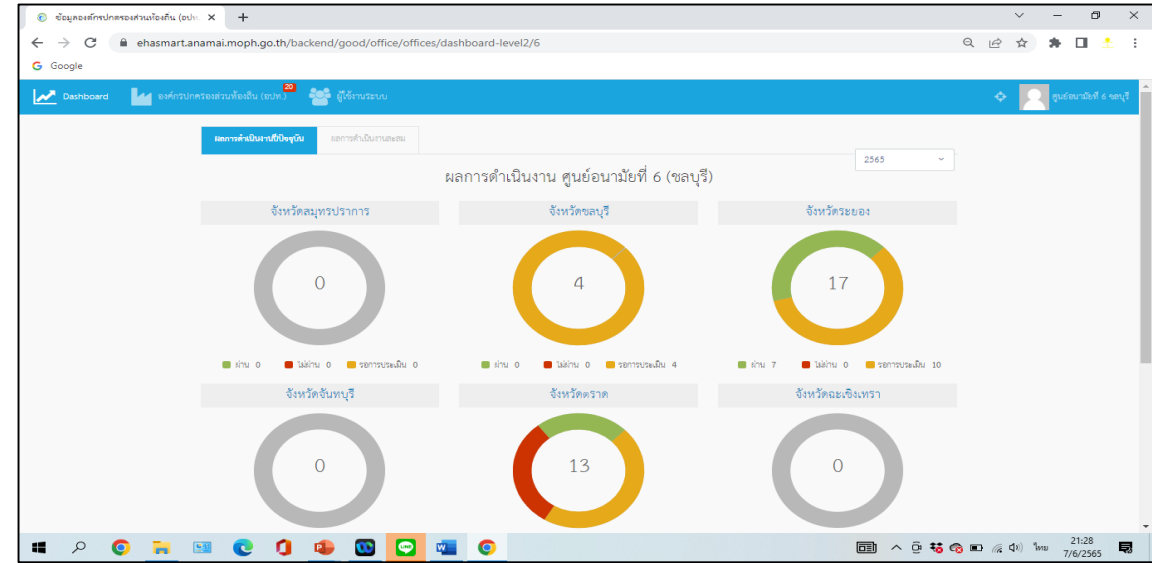 ข้อมูลองค์กรปกครองส่วนท้องถิ่น (อปท
ehasmart.anamai.moph.go.th/backend/good/office/offices/dashboard-level2/6
Google
Dashboard องค์กรปกครองส่วนท้องถิ่น (อปท.) 20 ผู้ใช้งานระบบ ศูนย์อนามัยที่ 6 ชลบุรี
ผลการดำเนินงานปีปัจจุบัน ผลการดำเนินงานสะสม
2565
ผลการดำเนินงาน ศูนย์อนามัยที่ 6 (ชลบุรี)
จังหวัดสมุทรปราการ จังหวัดชลบุรี จังหวัดระยอง
0 4 17
ผ่าน 0 ไม่ผ่าน 0 รอการประเมิน 0 ผ่าน 0 ไม่ผ่าน 0 รอการประเมิน 4 ผ่าน 7 ไม่ผ่าน 0 รอการประเมิน 10
จังหวัดจันทบุรี จังหวัดตราด จังหวัดฉะเชิงเทรา
0 13 0
LINE
ไทย
21:28
7/6/2565